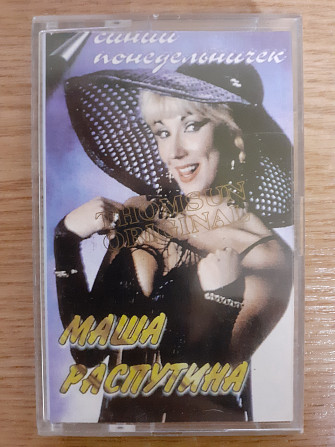 синий
понедельничек
THOMSUN
ORIGINAL
МАША
РАСПУТИНА